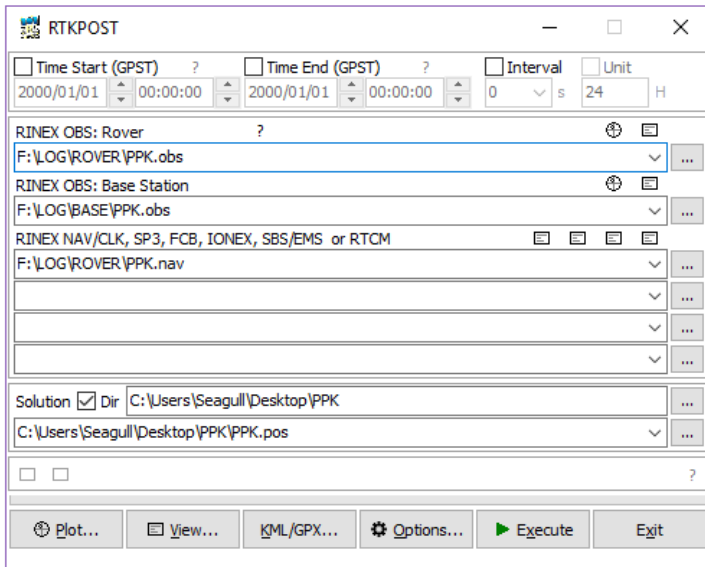 RTKPOST
Time Start (GPST) ? Time End (GPST) ? Interval Unit
2000/01/01 00:00:00 2000/01/01 00:00:00 0 s 24 H
RINEX OBS: Rover ?
F:\LOG\ROVER\PPK.obs ...
RINEX OBS: Base Station
F:\LOG\BASE\PPK.obs ...
RINEX NAV/CLK, SP3, FCB, IONEX, SBS/EMS or RTCM
F:\LOG\ROVER\PPK.nav ...
...
...
...
Solution Dir C:\Users\Seagull\Desktop\PPK ...
C:\Users\Seagull\Desktop\PPK\PPK.pos ...
?
Plot... View... KML/GPX... Options... Execute Exit